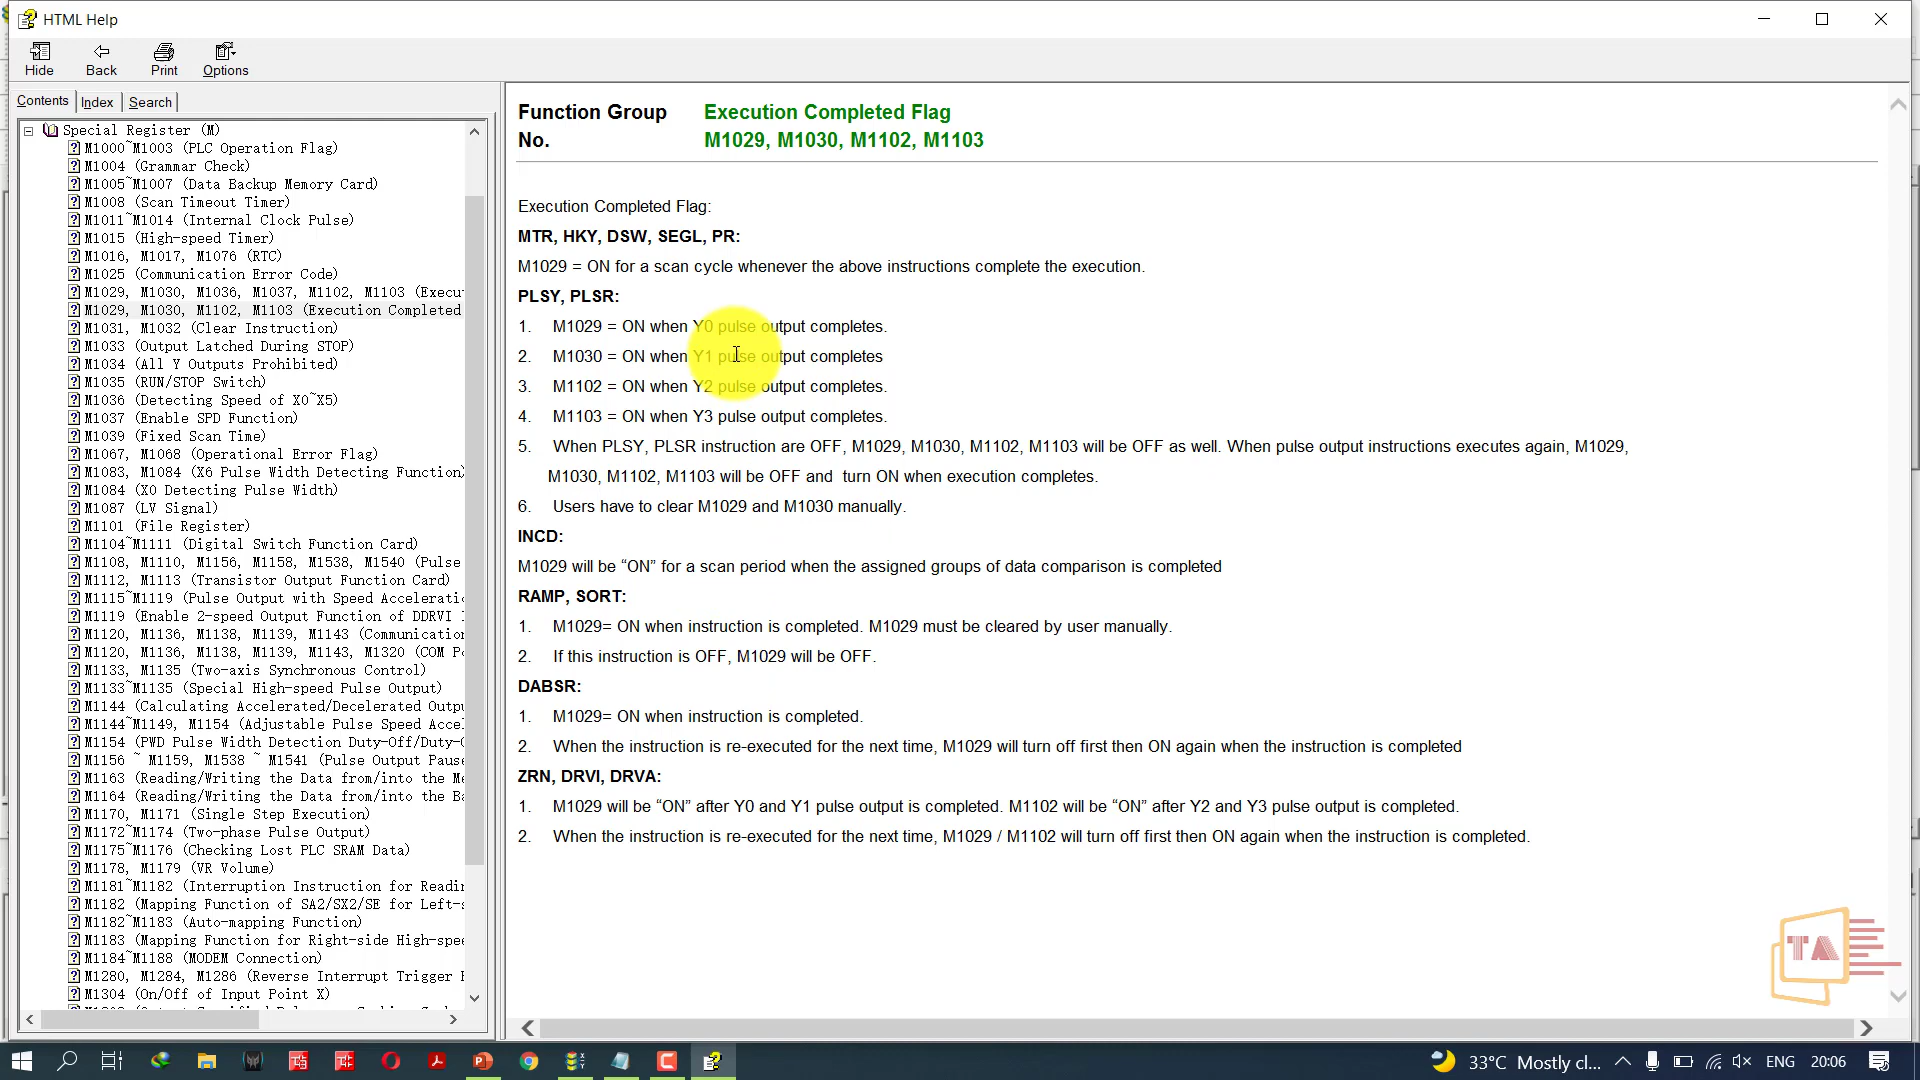 HTML Help
Hide Back Print Options
Contents Index Search
Special Register (M)
M1000~M1003 (PLC Operation Flag)
M1004 (Grammar Check)
M1005~M1007 (Data Backup Memory Card)
M1008 (Scan Timeout Timer)
M1011~M1014 (Internal Clock Pulse)
M1015 (High-speed Timer)
M1016, M1017, M1076 (RTC)
M1025 (Communication Error Code)
M1029, M1030, M1036, M1037, M1102, M1103 (Execu
M1029, M1030, M1102, M1103 (Execution Completed
M1031, M1032 (Clear Instruction)
M1033 (Output Latched During STOP)
M1034 (All Y Outputs Prohibited)
M1035 (RUN/STOP Switch)
M1036 (Detecting Speed of X0~X5)
M1037 (Enable SPD Function)
M1039 (Fixed Scan Time)
M1067, M1068 (Operational Error Flag)
M1083, M1084 (X6 Pulse Width Detecting Function)
M1084 (X0 Detecting Pulse Width)
M1087 (LV Signal)
M1101 (File Register)
M1104~M1111 (Digital Switch Function Card)
M1108, M1110, M1156, M1158, M1538, M1540 (Pulse
M1112, M1113 (Transistor Output Function Card)
M1115~M1119 (Pulse Output with Speed Accelerati
M1119 (Enable 2-speed Output Function of DDRVI
M1120, M1136, M1138, M1139, M1143 (Communication
M1120, M1136, M1138, M1139, M1143, M1320 (COM Po
M1133, M1135 (Two-axis Synchronous Control)
M1133~M1135 (Special High-speed Pulse Output)
M1144 (Calculating Accelerated/Decelerated Outpu
M1144~M1149, M1154 (Adjustable Pulse Speed Acce
M1154 (PWD Pulse Width Detection Duty-Off/Duty-
M1156 ~ M1159, M1538 ~ M1541 (Pulse Output Paus
M1163 (Reading/Writing the Data from/into the Me
M1164 (Reading/Writing the Data from/into the Ba
M1170, M1171 (Single Step Execution)
M1172~M1174 (Two-phase Pulse Output)
M1175~M1176 (Checking Lost PLC SRAM Data)
M1178, M1179 (VR Volume)
M1181~M1182 (Interruption Instruction for Readin
M1182 (Mapping Function of SA2/SX2/SE for Left-s
M1182~M1183 (Auto-mapping Function)
M1183 (Mapping Function for Right-side High-spe
M1184~M1188 (MODEM Connection)
M1280, M1284, M1286 (Reverse Interrupt Trigger
M1304 (On/Off of Input Point X)
Function Group Execution Completed Flag
No. M1029, M1030, M1102, M1103
Execution Completed Flag:
MTR, HKY, DSW, SEGL, PR:
M1029 = ON for a scan cycle whenever the above instructions complete the execution.
PLSY, PLSR:
1. M1029 = ON when Y0 pulse output completes.
2. M1030 = ON when Y1 pulse output completes
3. M1102 = ON when Y2 pulse output completes.
4. M1103 = ON when Y3 pulse output completes.
5. When PLSY, PLSR instruction are OFF, M1029, M1030, M1102, M1103 will be OFF as well. When pulse output instructions executes again, M1029,
M1030, M1102, M1103 will be OFF and turn ON when execution completes.
6. Users have to clear M1029 and M1030 manually.
INCD:
M1029 will be “ON” for a scan period when the assigned groups of data comparison is completed
RAMP, SORT:
1. M1029= ON when instruction is completed. M1029 must be cleared by user manually.
2. If this instruction is OFF, M1029 will be OFF.
DABSR:
1. M1029= ON when instruction is completed.
2. When the instruction is re-executed for the next time, M1029 will turn off first then ON again when the instruction is completed
ZRN, DRVI, DRVA:
1. M1029 will be “ON” after Y0 and Y1 pulse output is completed. M1102 will be “ON” after Y2 and Y3 pulse output is completed.
2. When the instruction is re-executed for the next time, M1029 / M1102 will turn off first then ON again when the instruction is completed.
TA
33°C Mostly cl... ENG 20:06